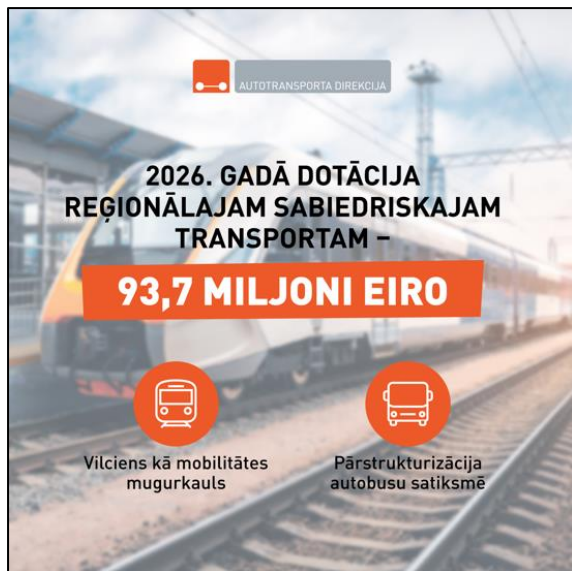 AUTOTRANSPORTA DIREKCIJA
2026. GADĀ DOTĀCIJA
REĢIONĀLAJAM SABIEDRISKAJAM
TRANSPORTAM –
93,7 MILJONI EIRO
Vilciens kā mobilitātes
mugurkauls
Pārstrukturizācija
autobusu satiksmē